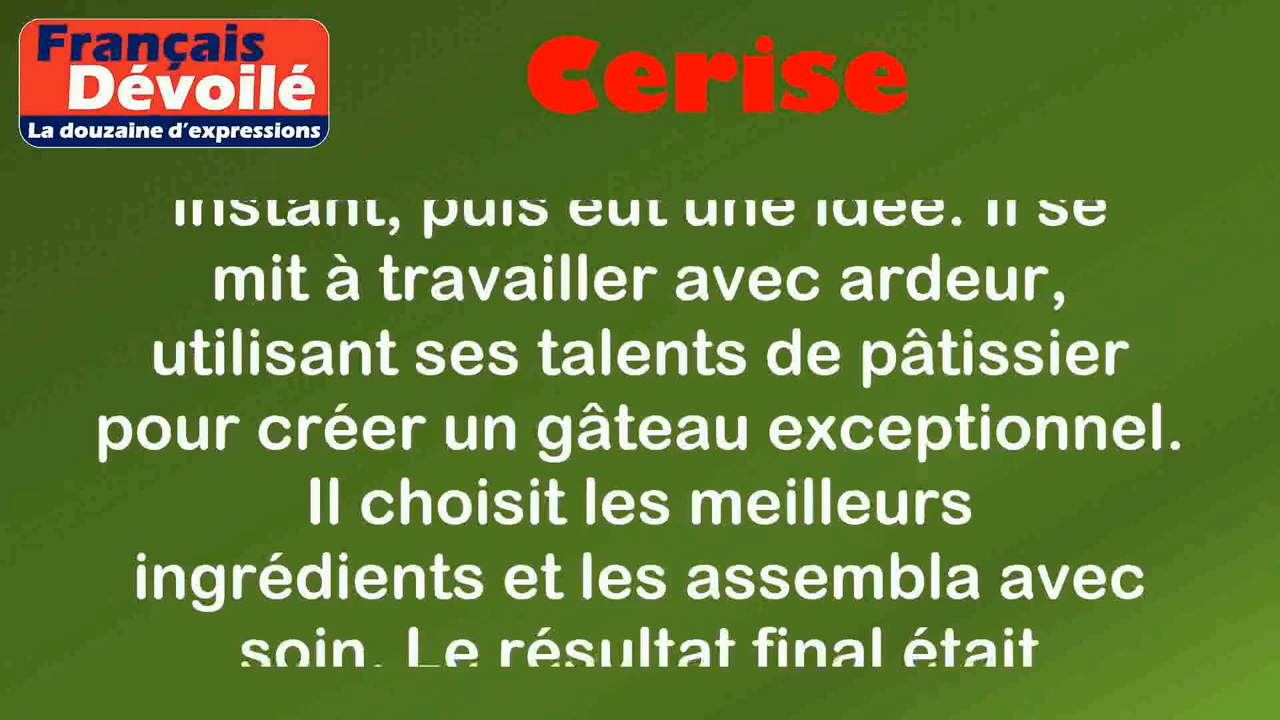 Français
Dévoilé
La douzaine d'expressions
Cerise
instant, puis eut une idée. Il se
mit à travailler avec ardeur,
utilisant ses talents de pâtissier
pour créer un gâteau exceptionnel.
Il choisit les meilleurs
ingrédients et les assembla avec
soin. Le résultat final était